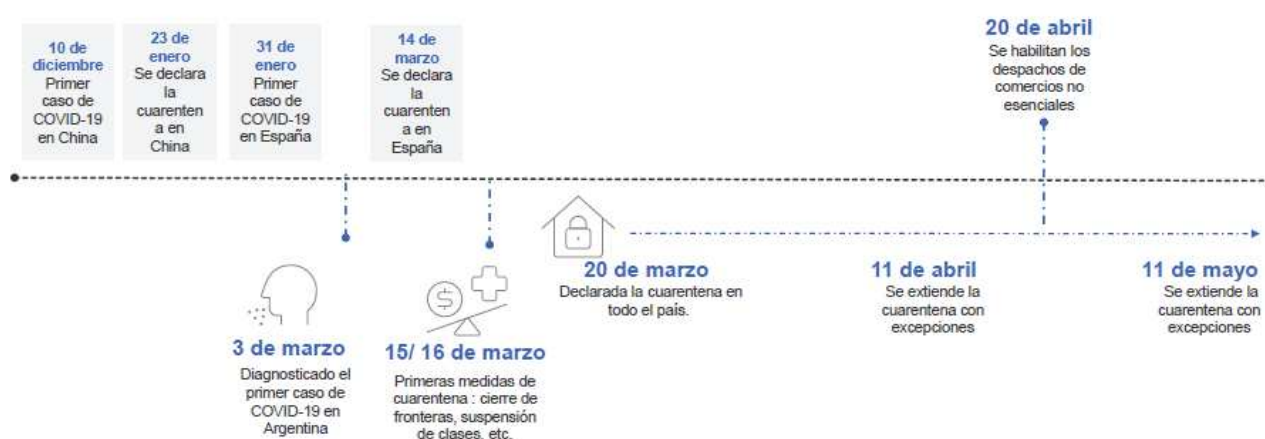 10 de
diciembre
Primer
caso de
COVID-19
en China
23 de
enero
Se declara
la
cuarenten
a en
China
31 de
enero
Primer
caso de
COVID-19
en España
14 de
marzo
Se declara
la
cuarenten
a en
España
20 de abril
Se habilitan los
despachos de
comercios no
esenciales
3 de marzo
Diagnosticado el
primer caso de
COVID-19 en
Argentina
$
15/ 16 de marzo
Primeras medidas de
cuarentena : cierre de
fronteras, suspensión
de clases, etc.
20 de marzo
Declarada la cuarentena en
todo el país.
11 de abril
Se extiende la
cuarentena con
excepciones
11 de mayo
Se extiende la
cuarentena con
excepciones